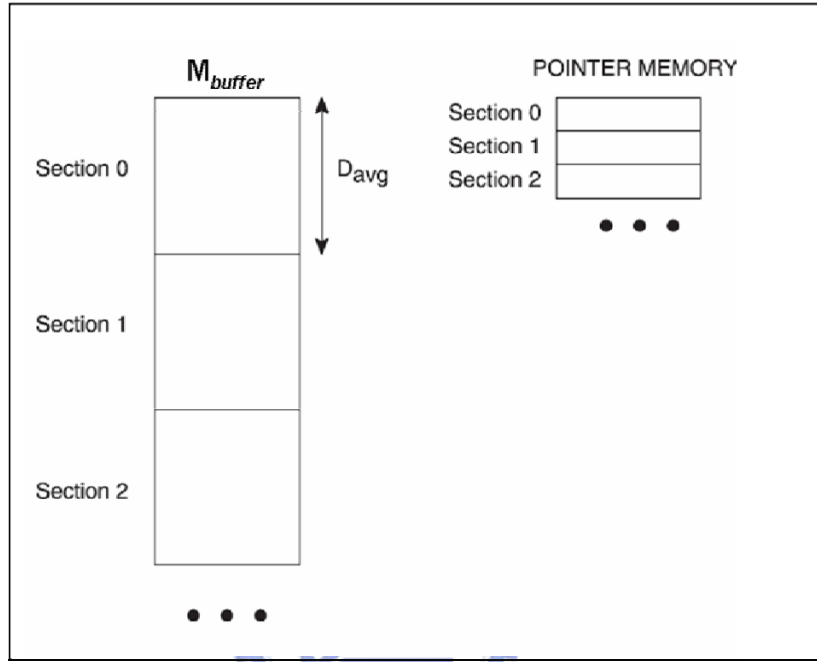 M_buffer
Section 0
D_avg
Section 1
Section 2
POINTER MEMORY
Section 0
Section 1
Section 2